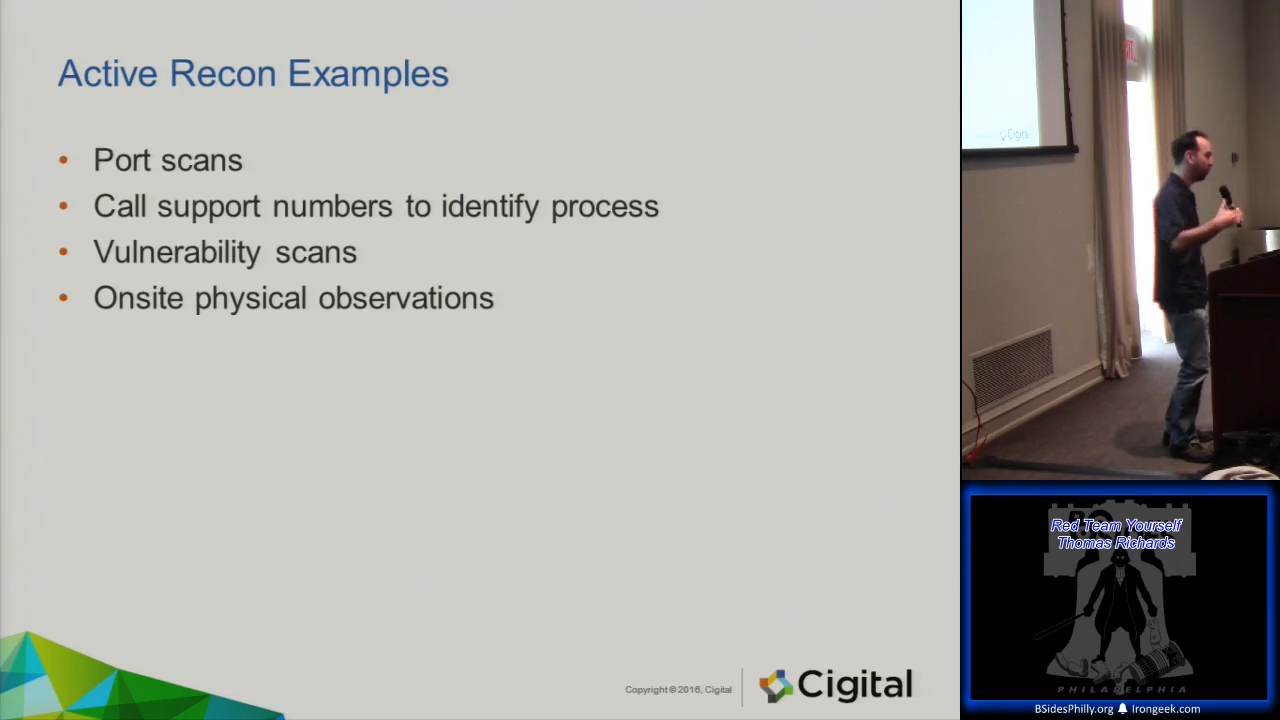 Active Recon Examples
• Port scans
• Call support numbers to identify process
• Vulnerability scans
• Onsite physical observations
Copyright © 2016, Cigital
Cigital
Red Team Yourself
Thomas Richards
PHILADELPHIA
BSidesPhilly.org Irongeek.com